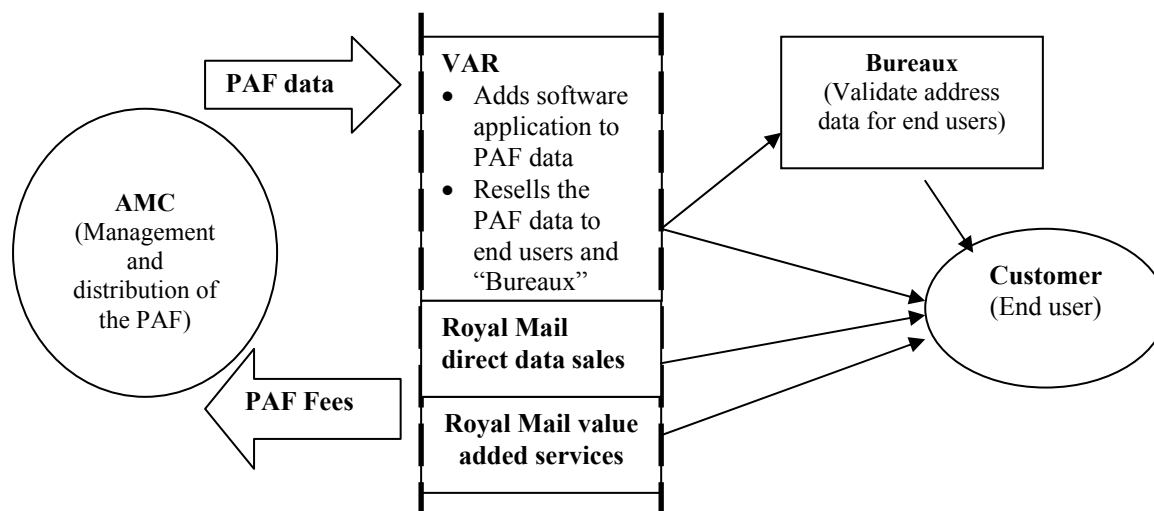 PAF data
AMC
(Management
and
distribution of
the PAF)
PAF Fees
VAR
• Adds software
application to
PAF data
• Resells the
PAF data to
end users and
“Bureaux”
Royal Mail
direct data sales
Royal Mail value
added services
Bureaux
(Validate address
data for end users)
Customer
(End user)